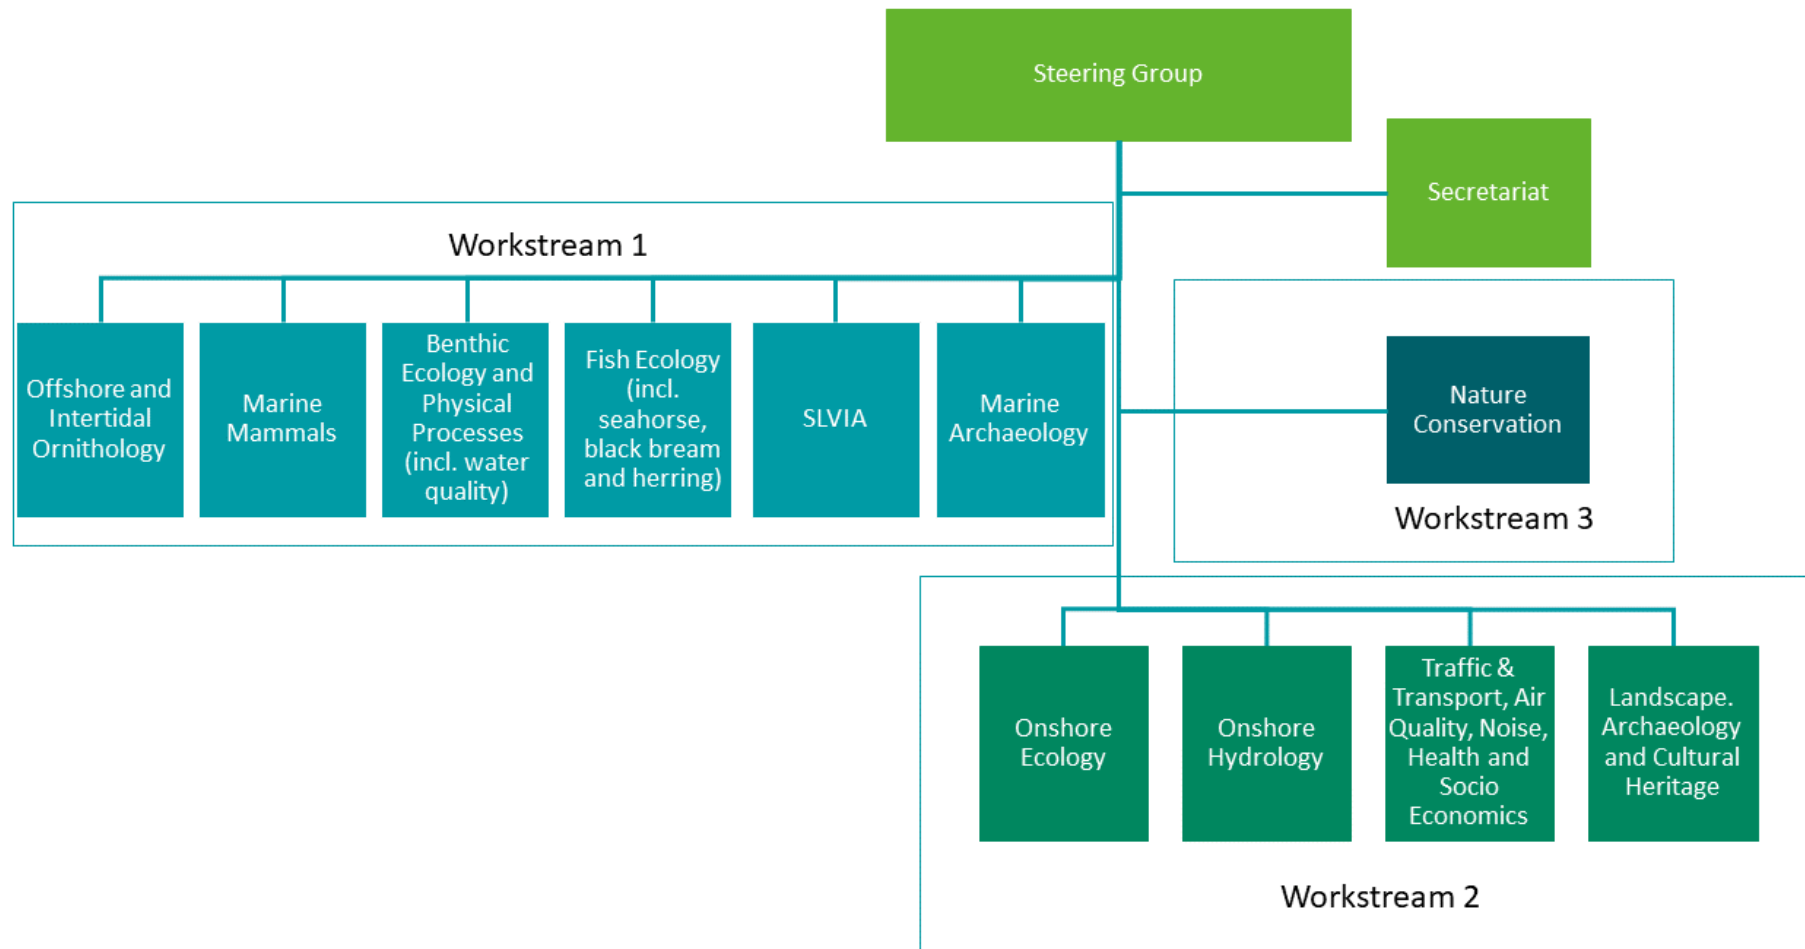 Steering Group
Secretariat
Workstream 1
Offshore and
Intertidal
Ornithology
Marine
Mammals
Benthic
Ecology and
Physical
Processes
(incl. water
quality)
Fish Ecology
(incl.
seahorse,
black bream
and herring)
SLVIA
Marine
Archaeology
Nature
Conservation
Workstream 3
Onshore
Ecology
Onshore
Hydrology
Traffic &
Transport, Air
Quality, Noise,
Health and
Socio
Economics
Landscape.
Archaeology
and Cultural
Heritage
Workstream 2